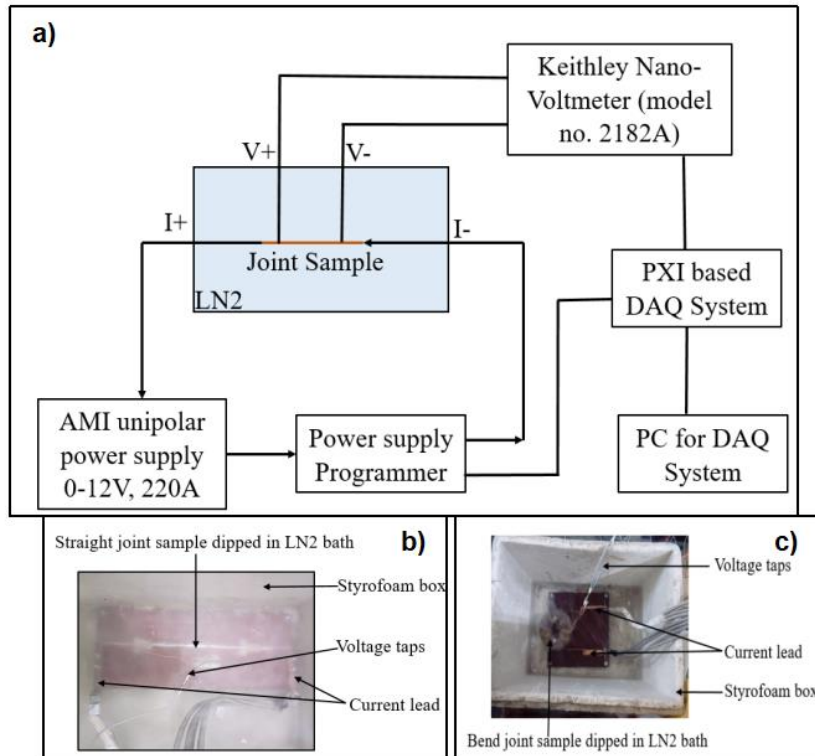 a)
Keithley Nano-
Voltmeter (model
no. 2182A)
V+
V-
I+
I-
Joint Sample
LN2
PXI based
DAQ System
AMI unipolar
power supply
0-12V, 220A
Power supply
Programmer
PC for DAQ
System
Straight joint sample dipped in LN2 bath
b)
Styrofoam box
Voltage taps
Current lead
c)
Voltage taps
Current lead
Styrofoam box
Bend joint sample dipped in LN2 bath